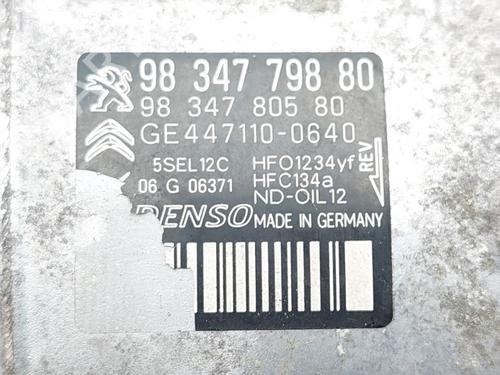 98 347 798 80
98 347 805 80
GE447110-0640
5SEL12C HFO1234yf
06 G 06371 HFC134a
ND-OIL12
REV
DENSO MADE IN GERMANY